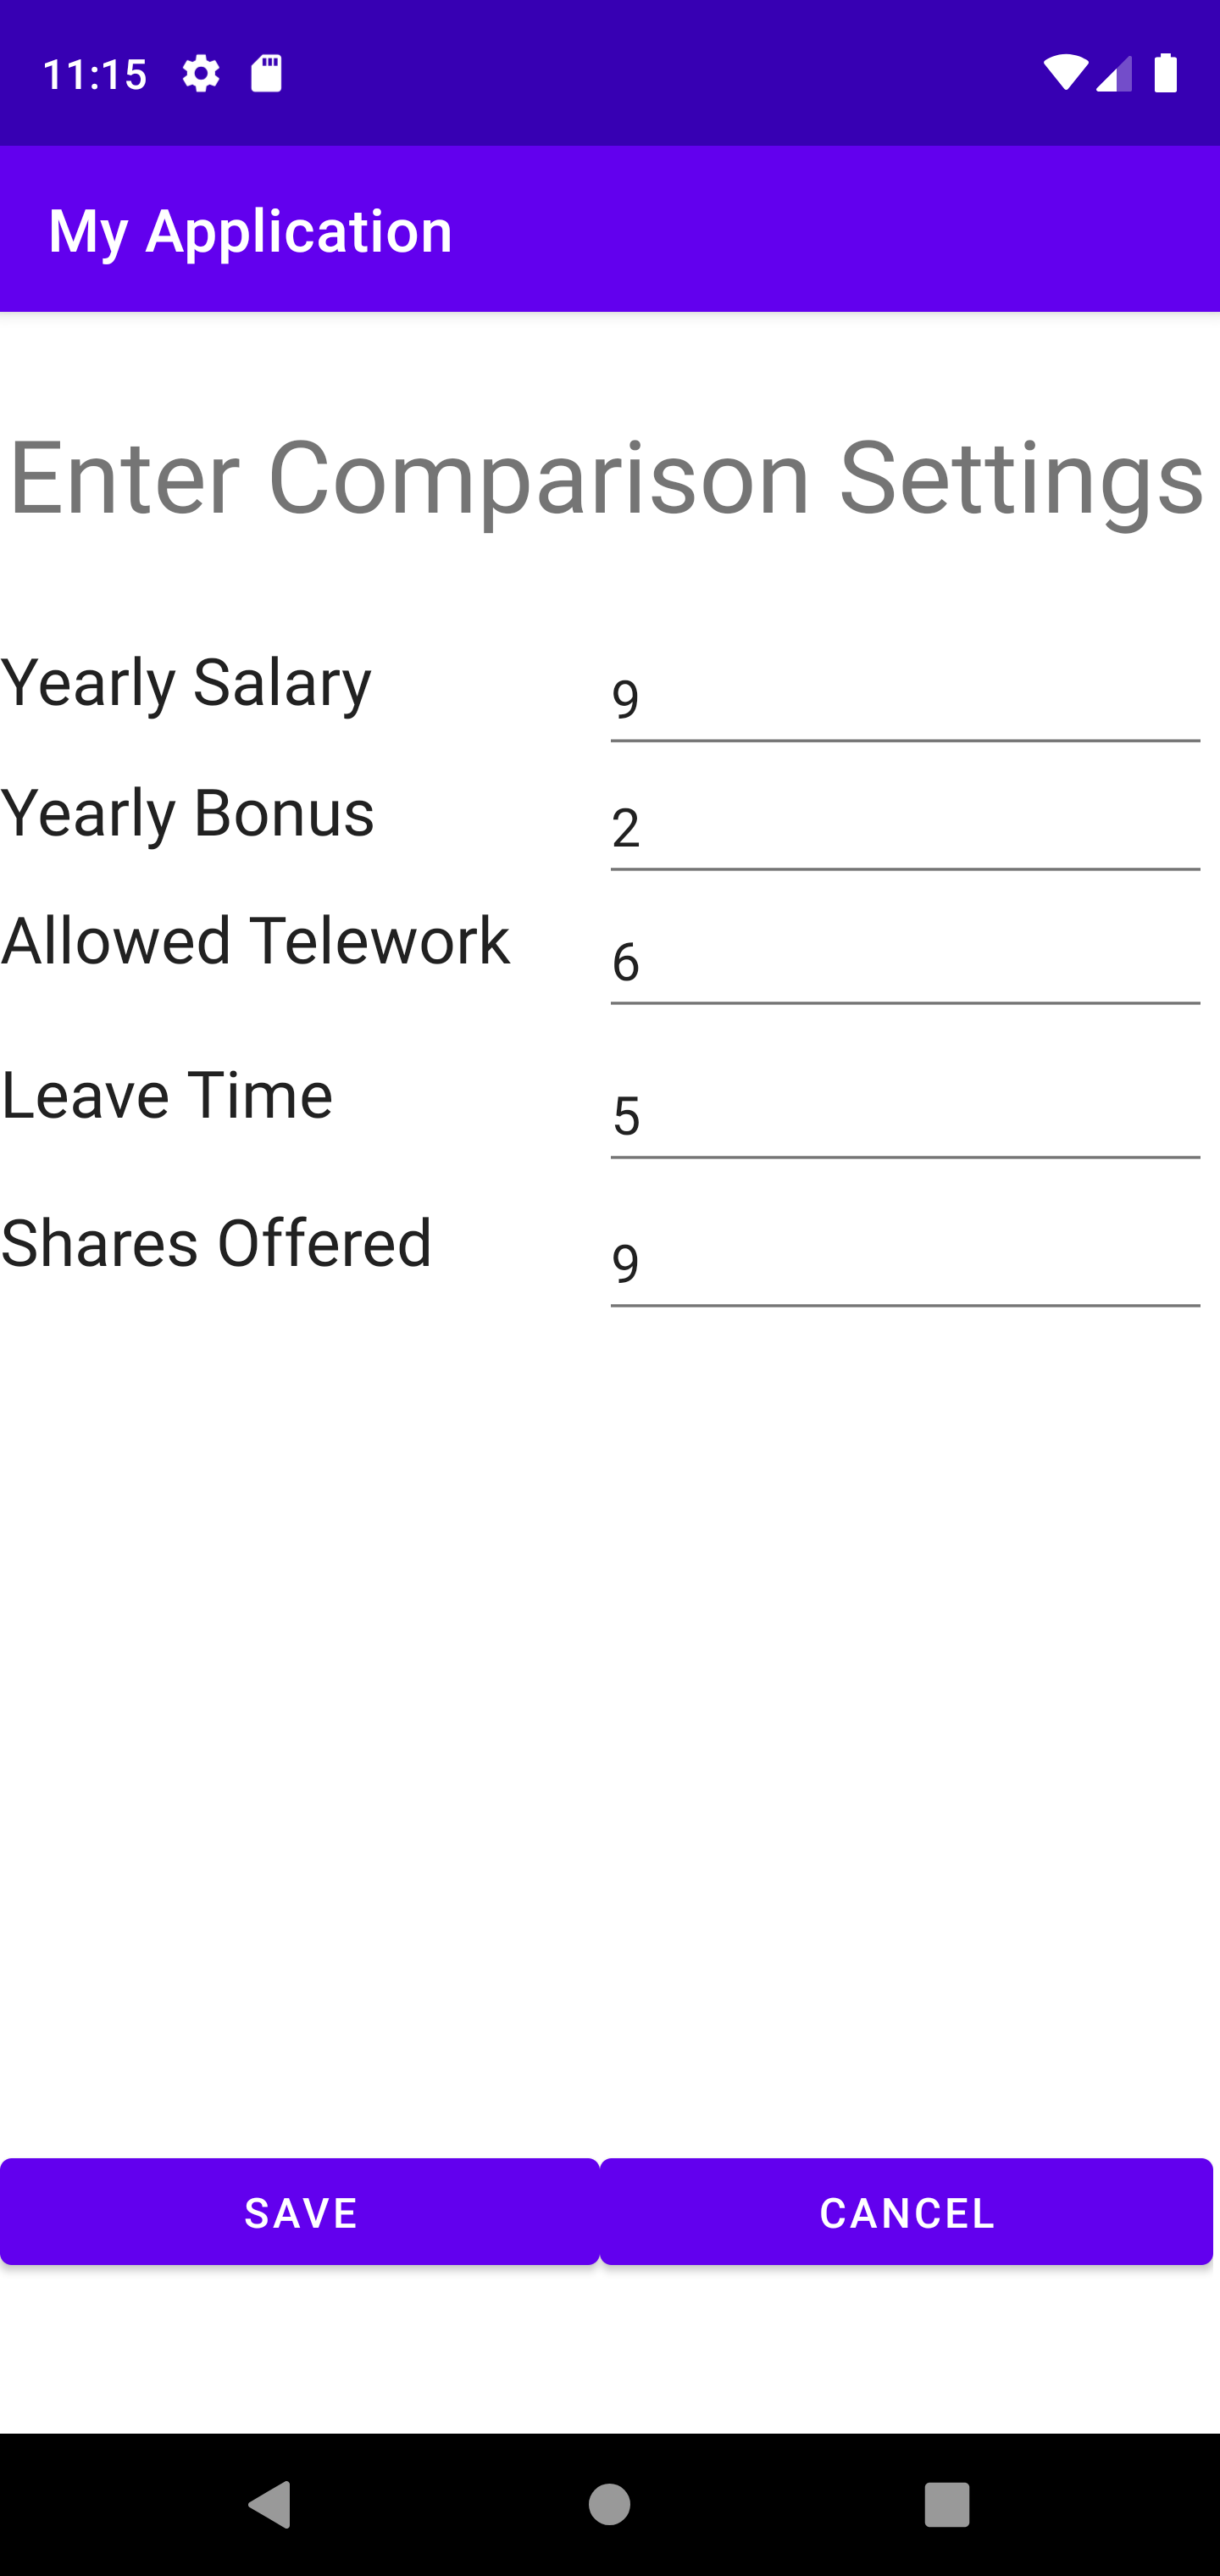 11:15
My Application
Enter Comparison Settings
Yearly Salary 9
Yearly Bonus 2
Allowed Telework 6
Leave Time 5
Shares Offered 9
SAVE CANCEL